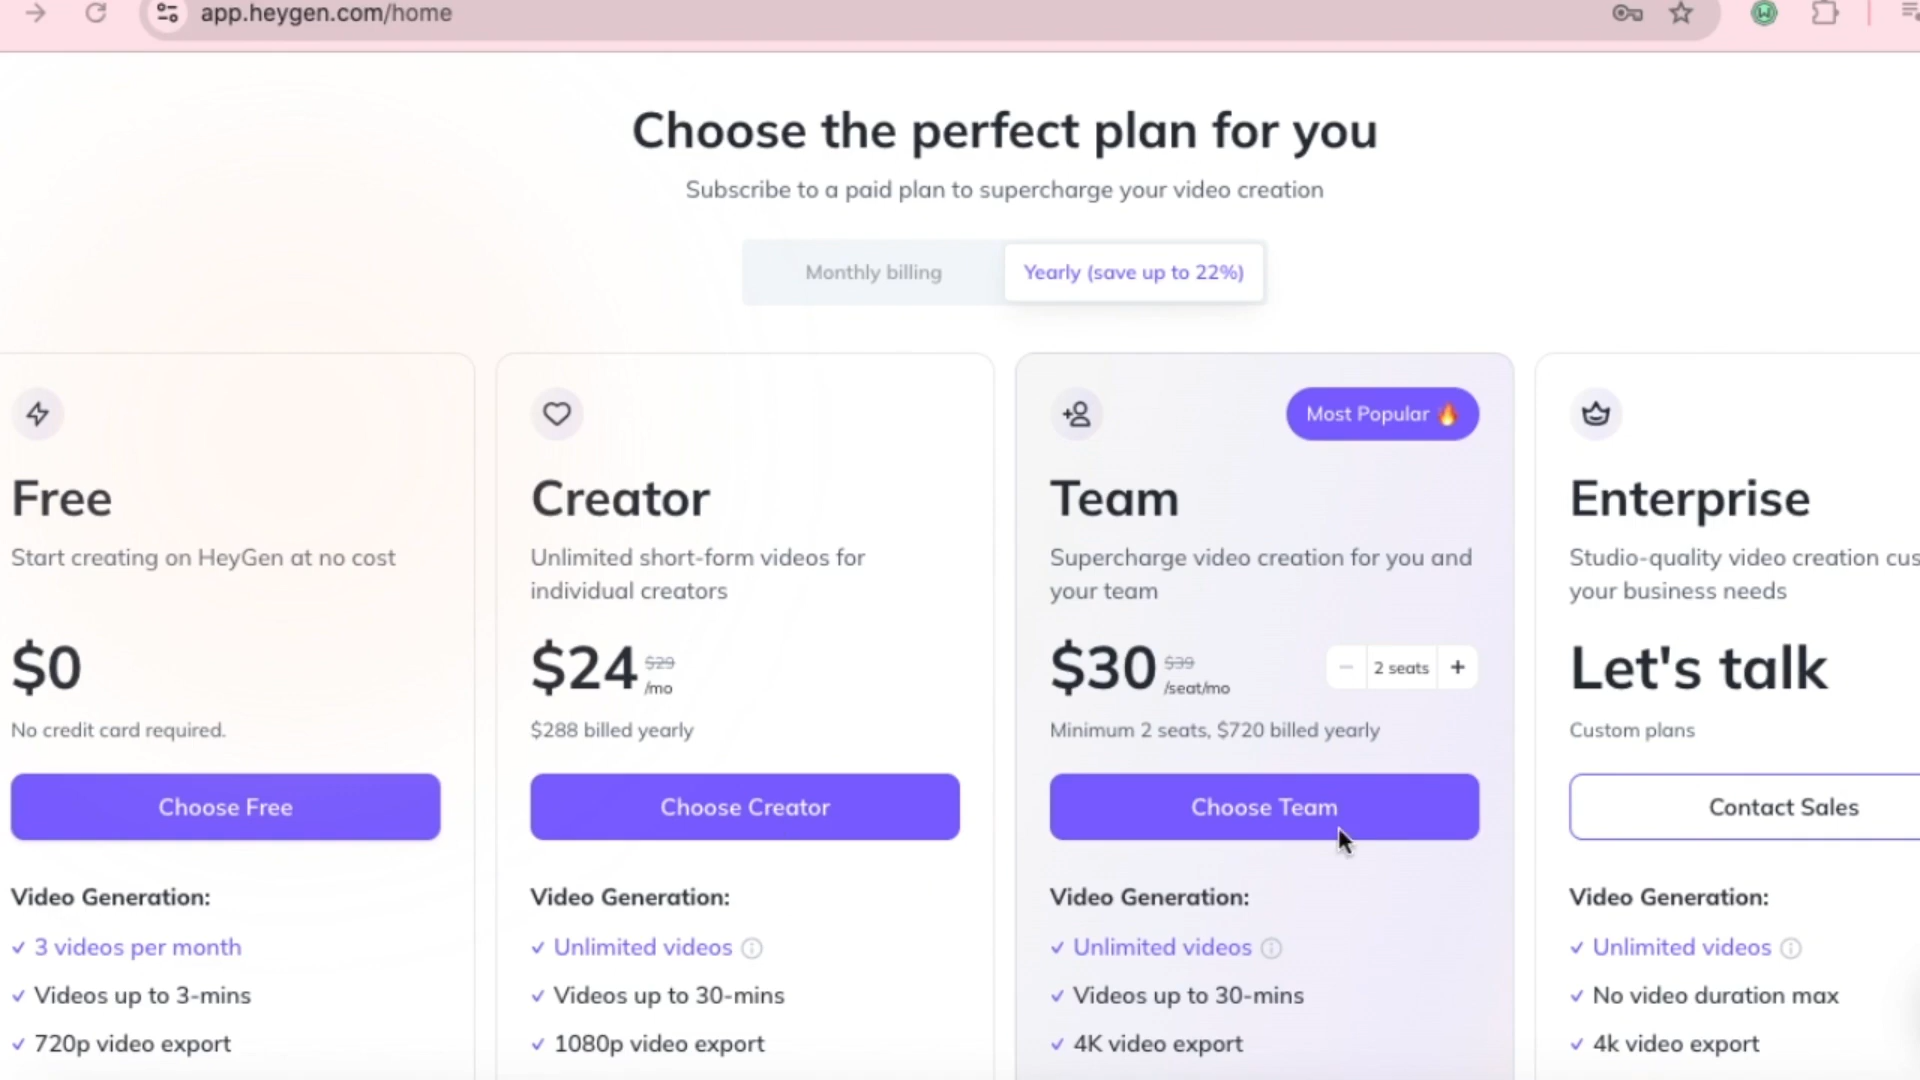 app.heygen.com/home
Choose the perfect plan for you
Subscribe to a paid plan to supercharge your video creation
Monthly billing
Yearly (save up to 22%)
Free
Start creating on HeyGen at no cost
$0
No credit card required.
Choose Free
Video Generation:
3 videos per month
Videos up to 3-mins
720p video export
Creator
Unlimited short-form videos for
individual creators
$24 $29
/mo
$288 billed yearly
Choose Creator
Video Generation:
Unlimited videos
Videos up to 30-mins
1080p video export
Most Popular 🔥
Team
Supercharge video creation for you and
your team
$30 $39
/seat/mo
− 2 seats +
Minimum 2 seats, $720 billed yearly
Choose Team
Video Generation:
Unlimited videos
Videos up to 30-mins
4K video export
Enterprise
Studio-quality video creation cus
your business needs
Let's talk
Custom plans
Contact Sales
Video Generation:
Unlimited videos
No video duration max
4k video export